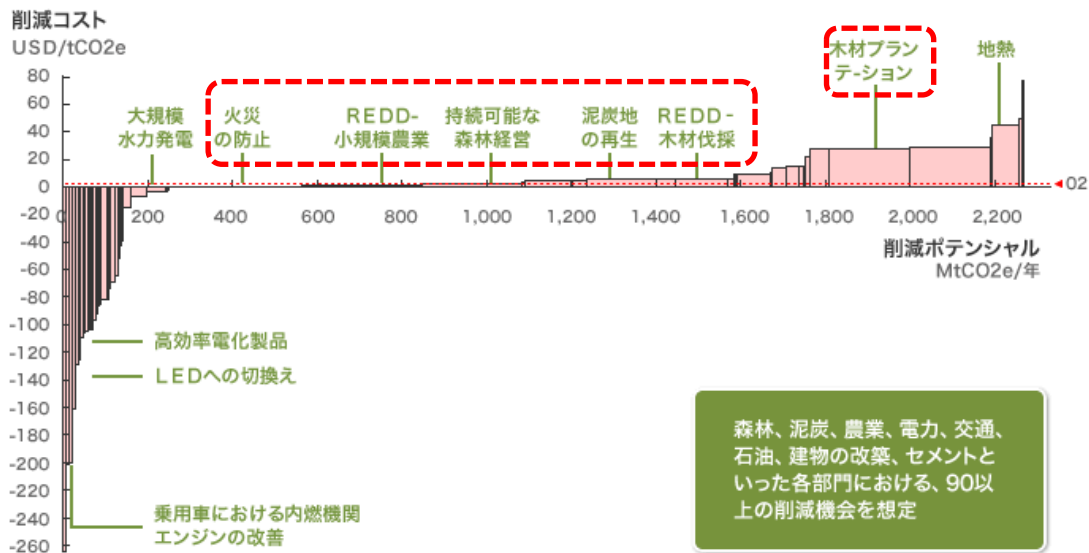 削減コスト
USD/tCO2e
80
60
40
20
0
-20
-40
-60
-80
-100
-120
-140
-160
-180
-200
-220
-240
-260
大規模
水力発電
火災
の防止
REDD-
小規模農業
持続可能な
森林経営
泥炭地
の再生
REDD-
木材伐採
木材プラン
テ-ション
地熱
02
0
200
400
600
800
1,000
1,200
1,400
1,600
1,800
2,000
2,200
削減ポテンシャル
MtCO2e/年
高効率電化製品
LEDへの切換え
乗用車における内燃機関
エンジンの改善
森林、泥炭、農業、電力、交通、
石油、建物の改築、セメントと
いった各部門における、90以
上の削減機会を想定